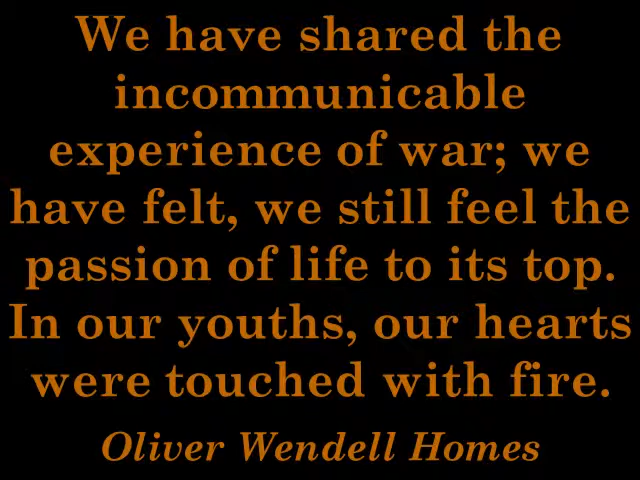 We have shared the
incommunicable
experience of war; we
have felt, we still feel the
passion of life to its top.
In our youths, our hearts
were touched with fire.
Oliver Wendell Homes